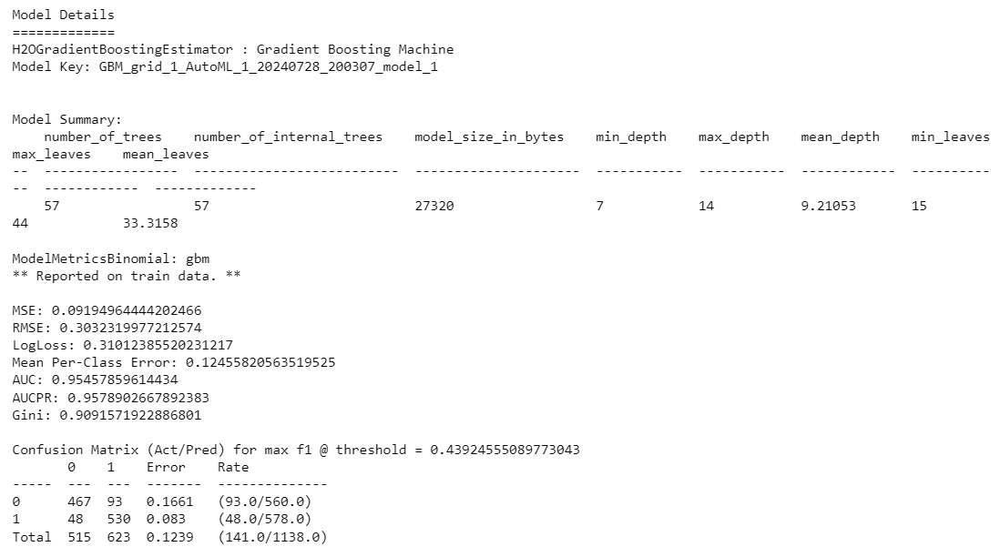 Model Details
=============
H2OGradientBoostingEstimator : Gradient Boosting Machine
Model Key: GBM_grid_1_AutoML_1_20240728_200307_model_1
Model Summary:
    number_of_trees    number_of_internal_trees    model_size_in_bytes    min_depth    max_depth    mean_depth    min_leaves
max_leaves    mean_leaves
--  -----------------  --------------------------  ---------------------  -----------  -----------  ------------  ----------
--  ------------  -------------
    57                 57                          27320                  7            14           9.21053       15
44            33.3158
ModelMetricsBinomial: gbm
** Reported on train data. **
MSE: 0.09194964444202466
RMSE: 0.3032319977212574
LogLoss: 0.31012385520231217
Mean Per-Class Error: 0.12455820563519525
AUC: 0.95457859614434
AUCPR: 0.9578902667892383
Gini: 0.9091571922886801
Confusion Matrix (Act/Pred) for max f1 @ threshold = 0.43924555089773043
       0    1    Error    Rate
-----  ---  ---  -------  --------------
0      467  93   0.1661   (93.0/560.0)
1      48   530  0.083    (48.0/578.0)
Total  515  623  0.1239   (141.0/1138.0)